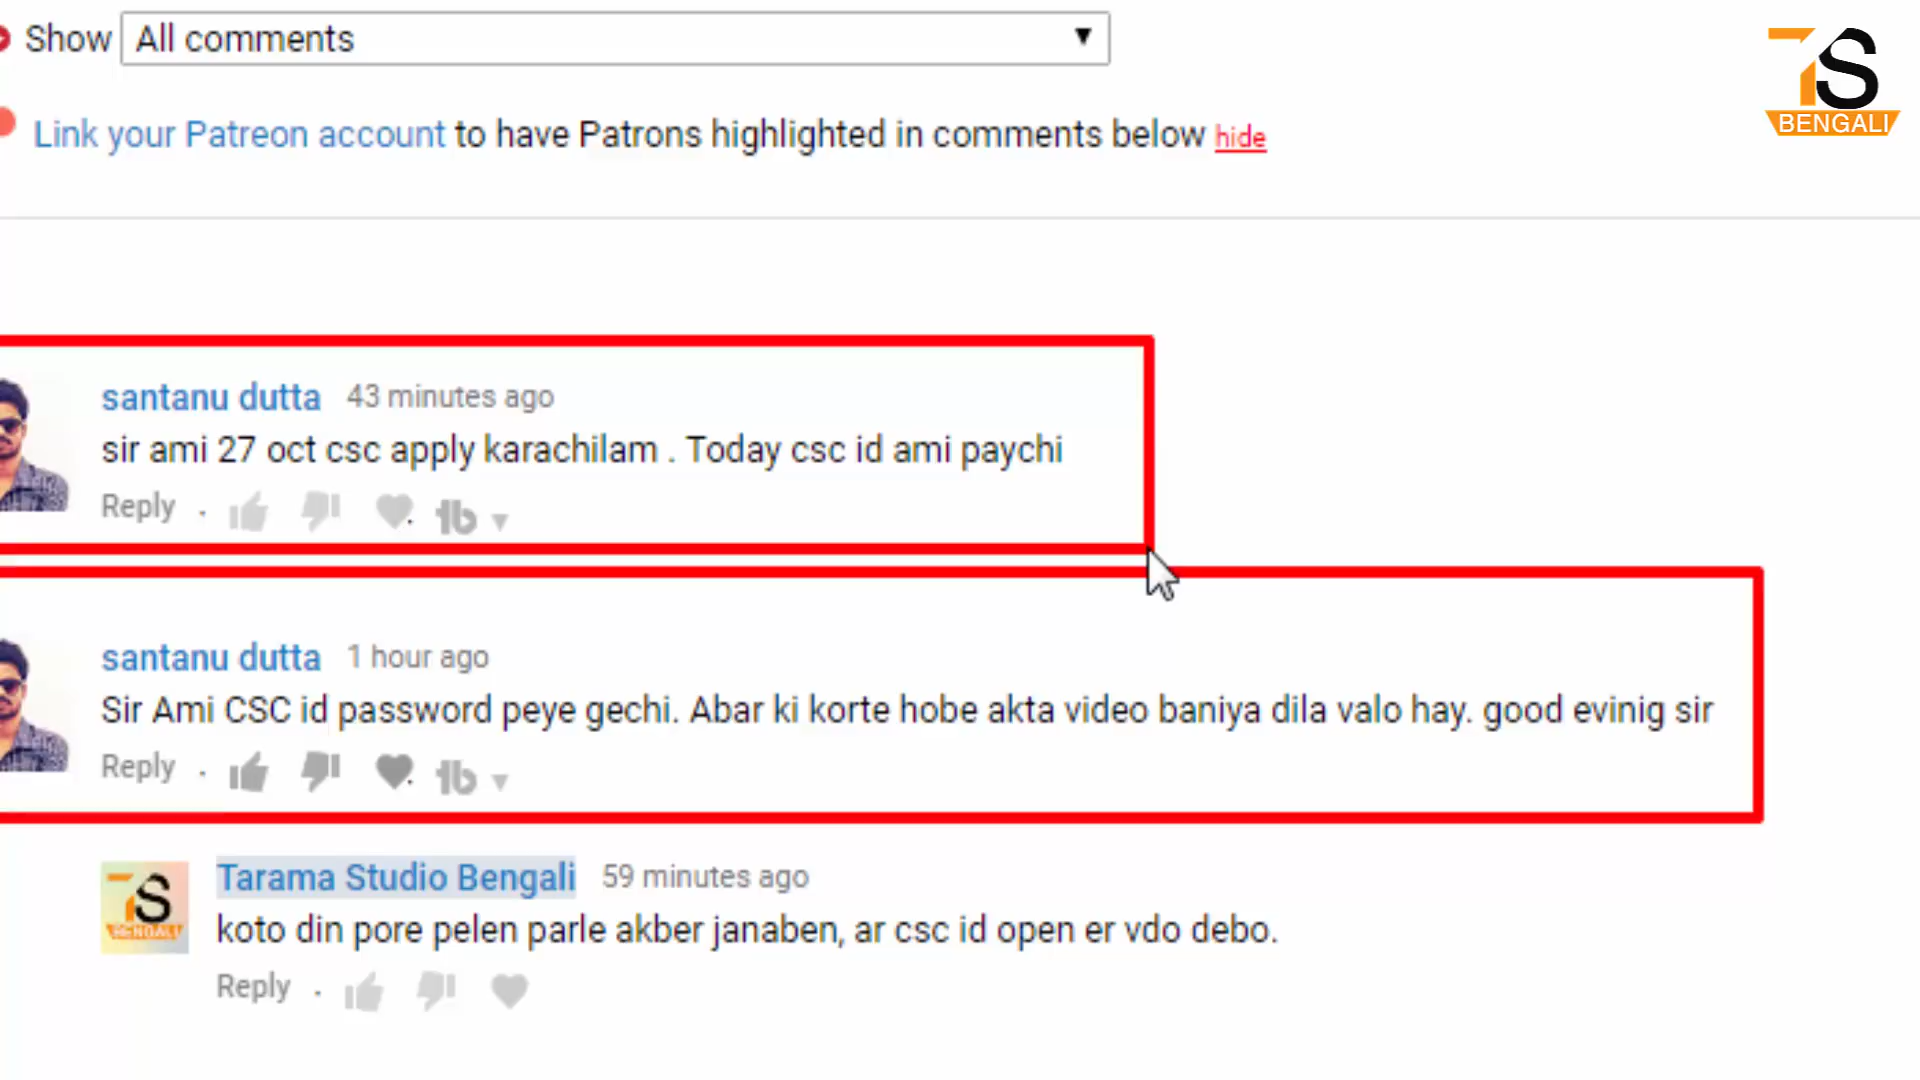 Show All comments
TS
BENGALI
Link your Patreon account to have Patrons highlighted in comments below hide
santanu dutta 43 minutes ago
sir ami 27 oct csc apply karachilam . Today csc id ami paychi
Reply .
santanu dutta 1 hour ago
Sir Ami CSC id password peye gechi. Abar ki korte hobe akta video baniya dila valo hay. good evinig sir
Reply .
Tarama Studio Bengali 59 minutes ago
TS
BENGALI
koto din pore pelen parle akber janaben, ar csc id open er vdo debo.
Reply .